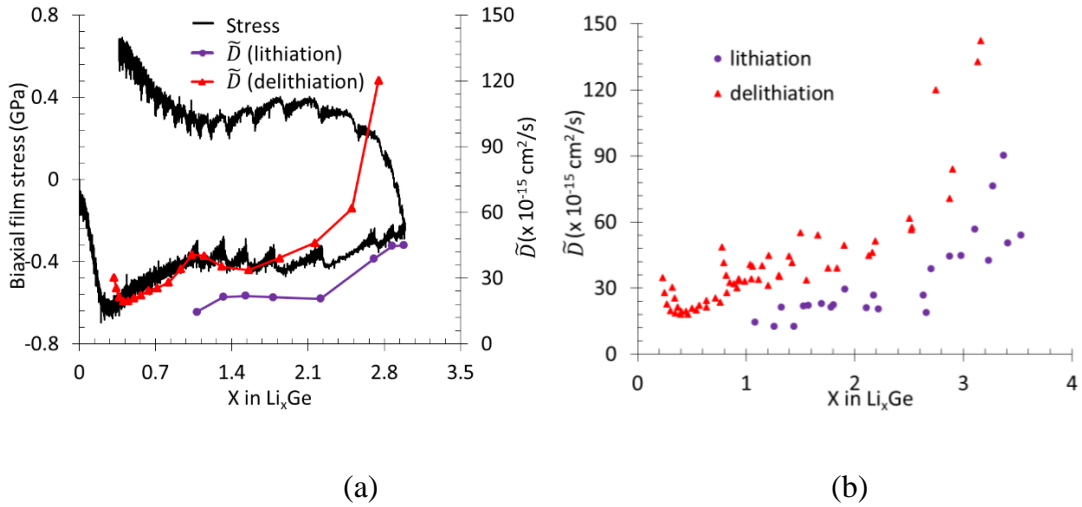 0.8
0.4
0
-0.4
-0.8
Biaxial film stress (GPa)
Stress
D̃ (lithiation)
D̃ (delithiation)
150
120
90
60
30
0
D̃ (x 10⁻¹⁵ cm²/s)
0 0.7 1.4 2.1 2.8 3.5
X in LiₓGe
(a)
150
120
90
60
30
0
D̃ (x 10⁻¹⁵ cm²/s)
lithiation
delithiation
0 1 2 3 4
X in LiₓGe
(b)